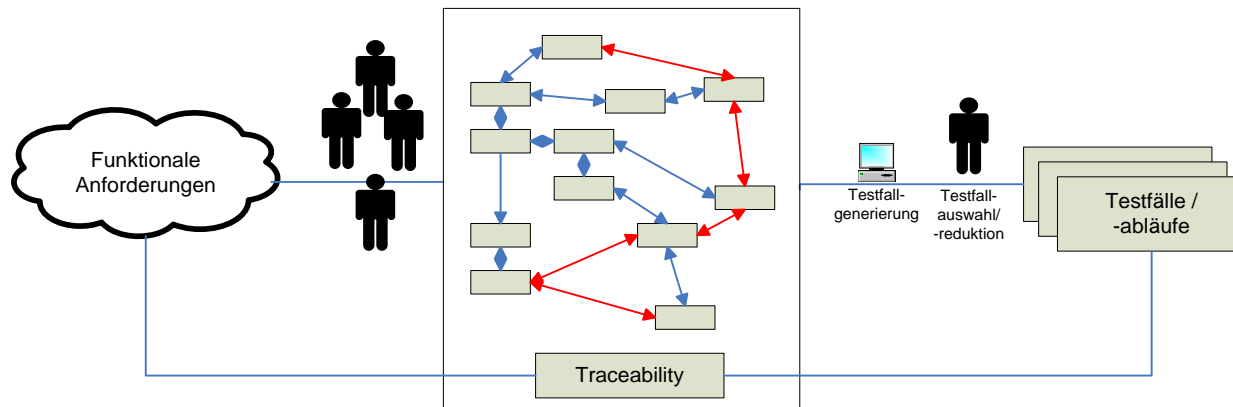 Funktionale
Anforderungen
Testfall-
generierung
Testfall-
auswahl/
-reduktion
Testfälle /
-abläufe
Traceability